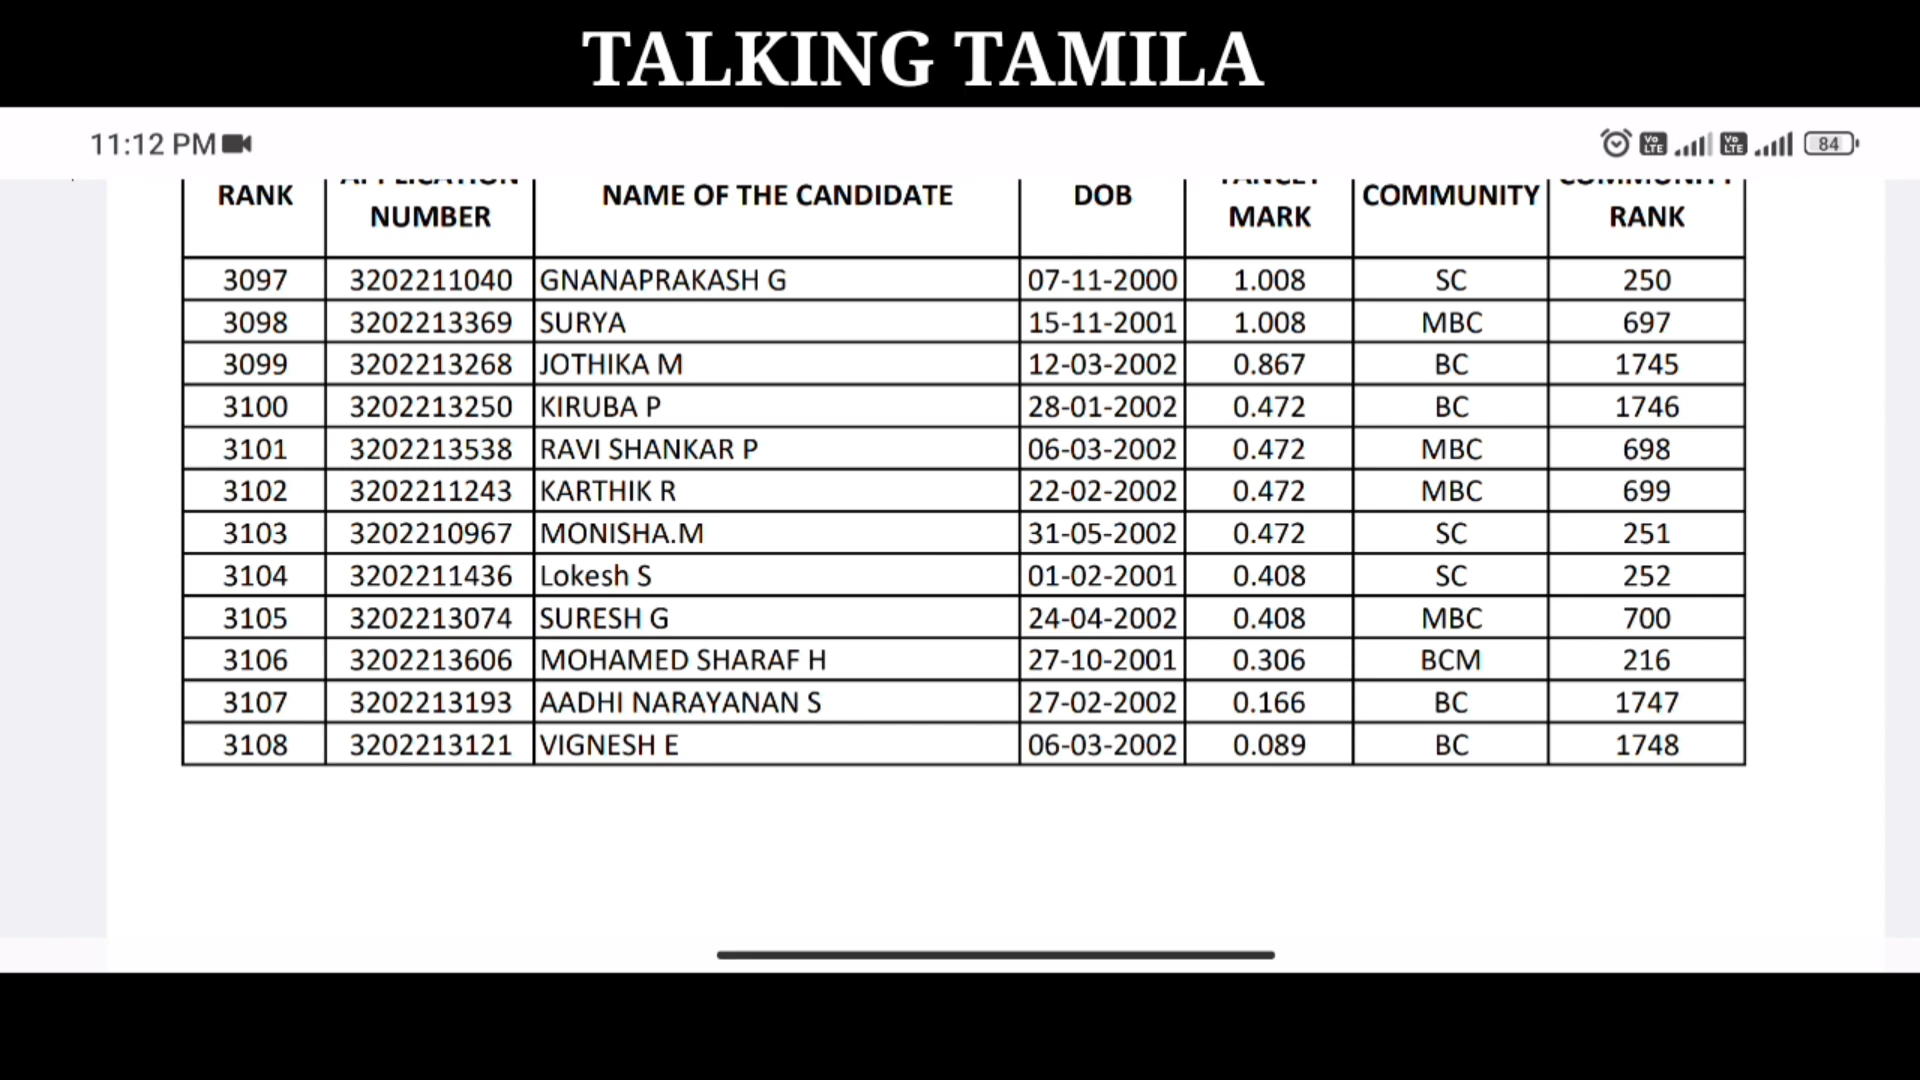 TALKING TAMILA
11:12 PM
Vo LTE Vo LTE 84
RANK APPLICATION NUMBER NAME OF THE CANDIDATE DOB MARK COMMUNITY COMMUNITY RANK
3097 3202211040 GNANAPRAKASH G 07-11-2000 1.008 SC 250
3098 3202213369 SURYA 15-11-2001 1.008 MBC 697
3099 3202213268 JOTHIKA M 12-03-2002 0.867 BC 1745
3100 3202213250 KIRUBA P 28-01-2002 0.472 BC 1746
3101 3202213538 RAVI SHANKAR P 06-03-2002 0.472 MBC 698
3102 3202211243 KARTHIK R 22-02-2002 0.472 MBC 699
3103 3202210967 MONISHA.M 31-05-2002 0.472 SC 251
3104 3202211436 Lokesh S 01-02-2001 0.408 SC 252
3105 3202213074 SURESH G 24-04-2002 0.408 MBC 700
3106 3202213606 MOHAMED SHARAF H 27-10-2001 0.306 BCM 216
3107 3202213193 AADHI NARAYANAN S 27-02-2002 0.166 BC 1747
3108 3202213121 VIGNESH E 06-03-2002 0.089 BC 1748